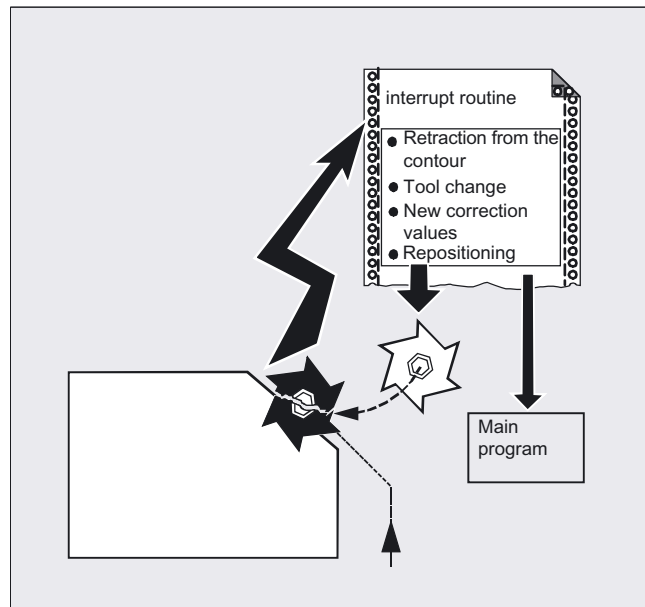 interrupt routine
● Retraction from the
contour
● Tool change
● New correction
values
● Repositioning
Main
program